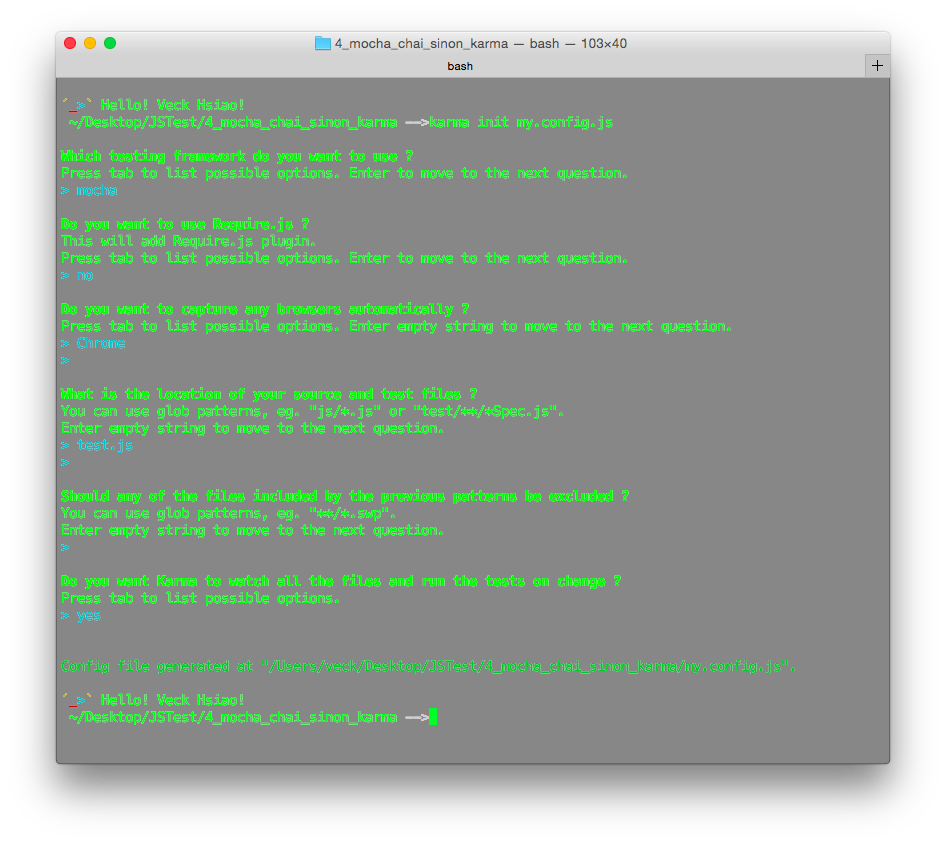 4_mocha_chai_sinon_karma — bash — 103×40
bash
+
´_>` Hello! Veck Hsiao!
~/Desktop/JSTest/4_mocha_chai_sinon_karma —->karma init my.config.js
Which testing framework do you want to use ?
Press tab to list possible options. Enter to move to the next question.
> mocha
Do you want to use Require.js ?
This will add Require.js plugin.
Press tab to list possible options. Enter to move to the next question.
> no
Do you want to capture any browsers automatically ?
Press tab to list possible options. Enter empty string to move to the next question.
> Chrome
>
What is the location of your source and test files ?
You can use glob patterns, eg. "js/*.js" or "test/**/*Spec.js".
Enter empty string to move to the next question.
> test.js
>
Should any of the files included by the previous patterns be excluded ?
You can use glob patterns, eg. "**/*.swp".
Enter empty string to move to the next question.
>
Do you want Karma to watch all the files and run the tests on change ?
Press tab to list possible options.
> yes
Config file generated at "/Users/veck/Desktop/JSTest/4_mocha_chai_sinon_karma/my.config.js".
´_>` Hello! Veck Hsiao!
~/Desktop/JSTest/4_mocha_chai_sinon_karma —->